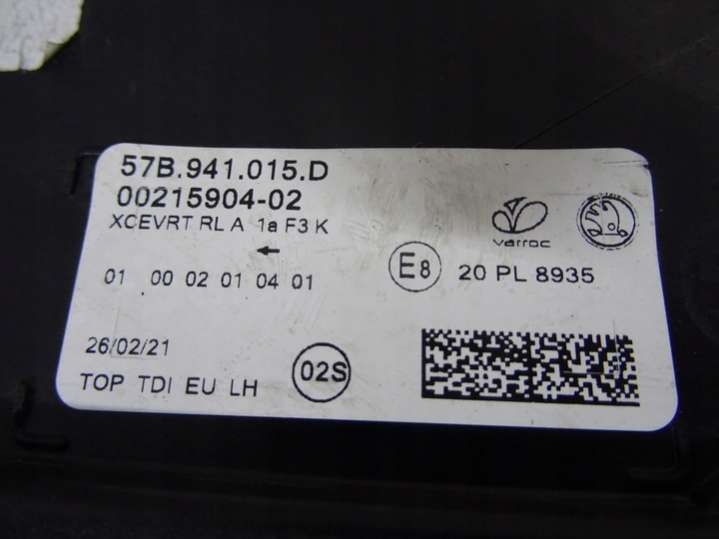 57B.941.015.D
00215904-02
XCEVRT RL A 1a F3 K
varroc
←
E8 20 PL 8935
01 00 02 01 04 01
26/02/21
02S
TOP TDI EU LH